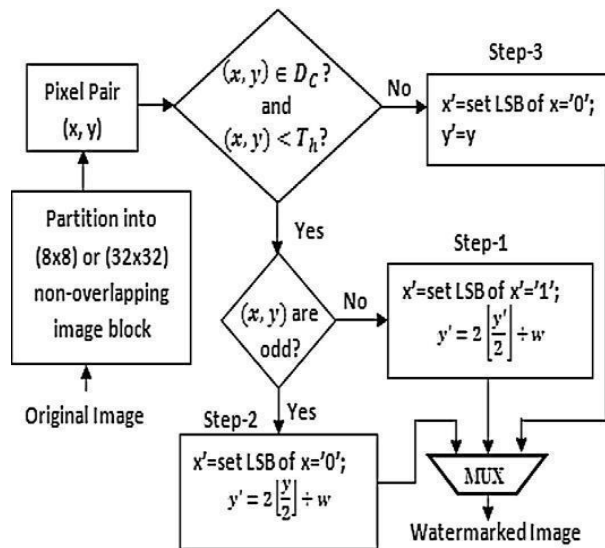 Pixel Pair
(x, y)
(x, y) ∈ D_C?
and
(x, y) < T_h?
No
Step-3
x'=set LSB of x='0';
y'=y
Partition into
(8x8) or (32x32)
non-overlapping
image block
Original Image
Yes
(x, y) are
odd?
No
Step-1
x'=set LSB of x'='1';
y' = 2⌊y'/2⌋ ÷ w
Yes
Step-2
x'=set LSB of x='0';
y' = 2⌊y/2⌋ ÷ w
MUX
Watermarked Image